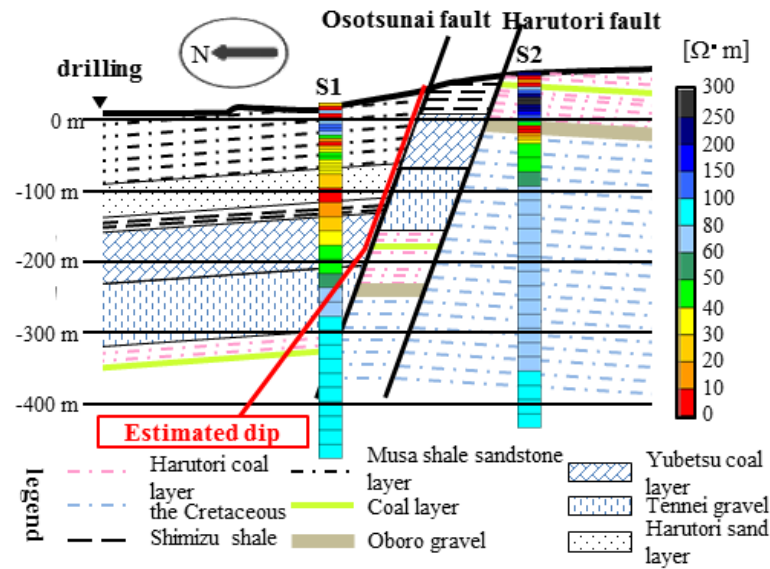 Osotsunai fault Harutori fault
N
drilling
S1
S2
[Ω▪ m]
300
250
200
150
100
80
60
50
40
30
20
10
0
0 m
-100 m
-200 m
-300 m
-400 m
Estimated dip
legend
Harutori coal
layer
the Cretaceous
Shimizu shale
Musa shale sandstone
layer
Coal layer
Oboro gravel
Yubetsu coal
layer
Tennei gravel
Harutori sand
layer